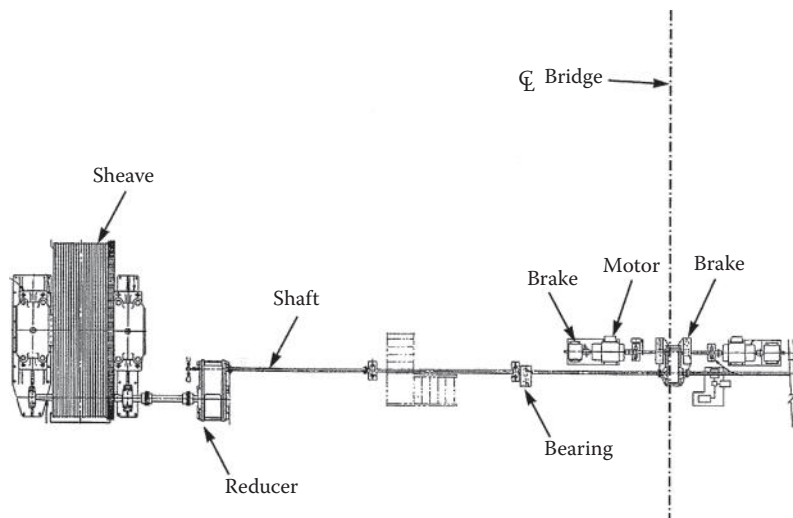 ℄ Bridge
Sheave
Brake
Motor
Brake
Shaft
Bearing
Reducer